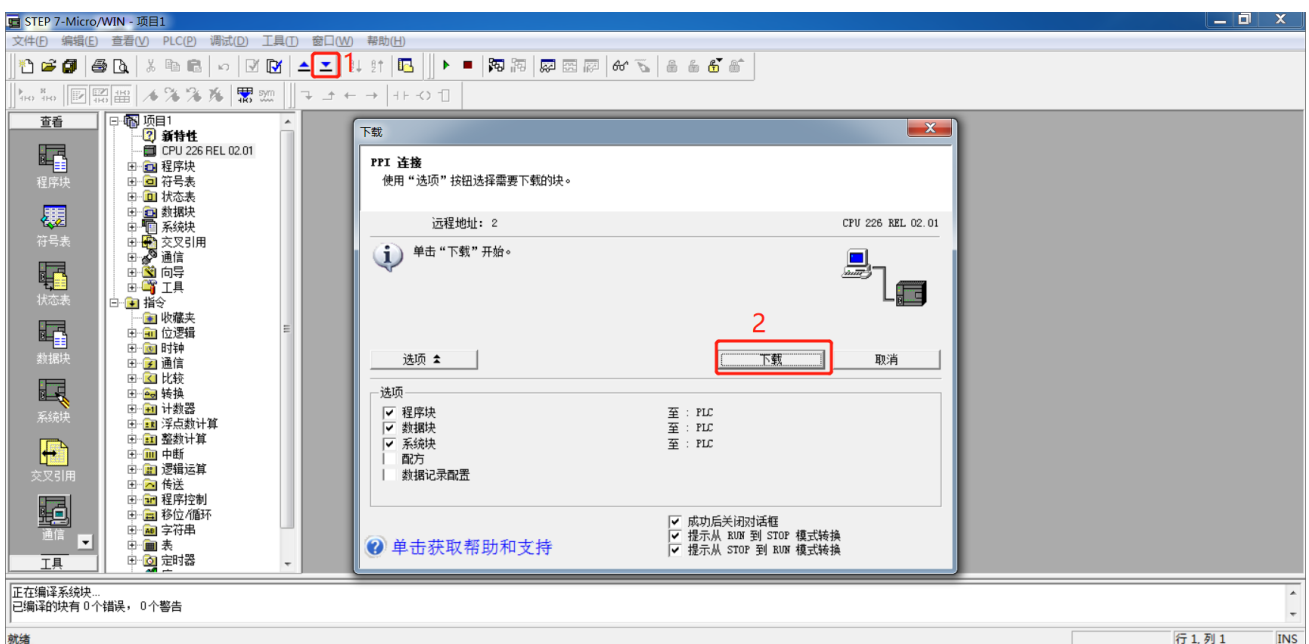 STEP 7-Micro/WIN - 项目1
文件(F) 编辑(E) 查看(V) PLC(P) 调试(D) 工具(T) 窗口(W) 帮助(H)
1
sym
查看
程序块
符号表
状态表
数据块
系统块
交叉引用
通信
工具
项目1
新特性
CPU 226 REL 02.01
程序块
符号表
状态表
数据块
系统块
交叉引用
通信
向导
工具
指令
收藏夹
位逻辑
时钟
通信
比较
转换
计数器
浮点数计算
整数计算
中断
逻辑运算
传送
程序控制
移位/循环
字符串
表
定时器
下载
PPI 连接
使用“选项”按钮选择需要下载的块。
远程地址: 2
CPU 226 REL 02.01
单击“下载”开始。
2
选项
下载
取消
选项
程序块 至 : PLC
数据块 至 : PLC
系统块 至 : PLC
配方
数据记录配置
单击获取帮助和支持
成功后关闭对话框
提示从 RUN 到 STOP 模式转换
提示从 STOP 到 RUN 模式转换
正在编译系统块...
已编译的块有 0个错误, 0个警告
就绪
行 1, 列 1
INS